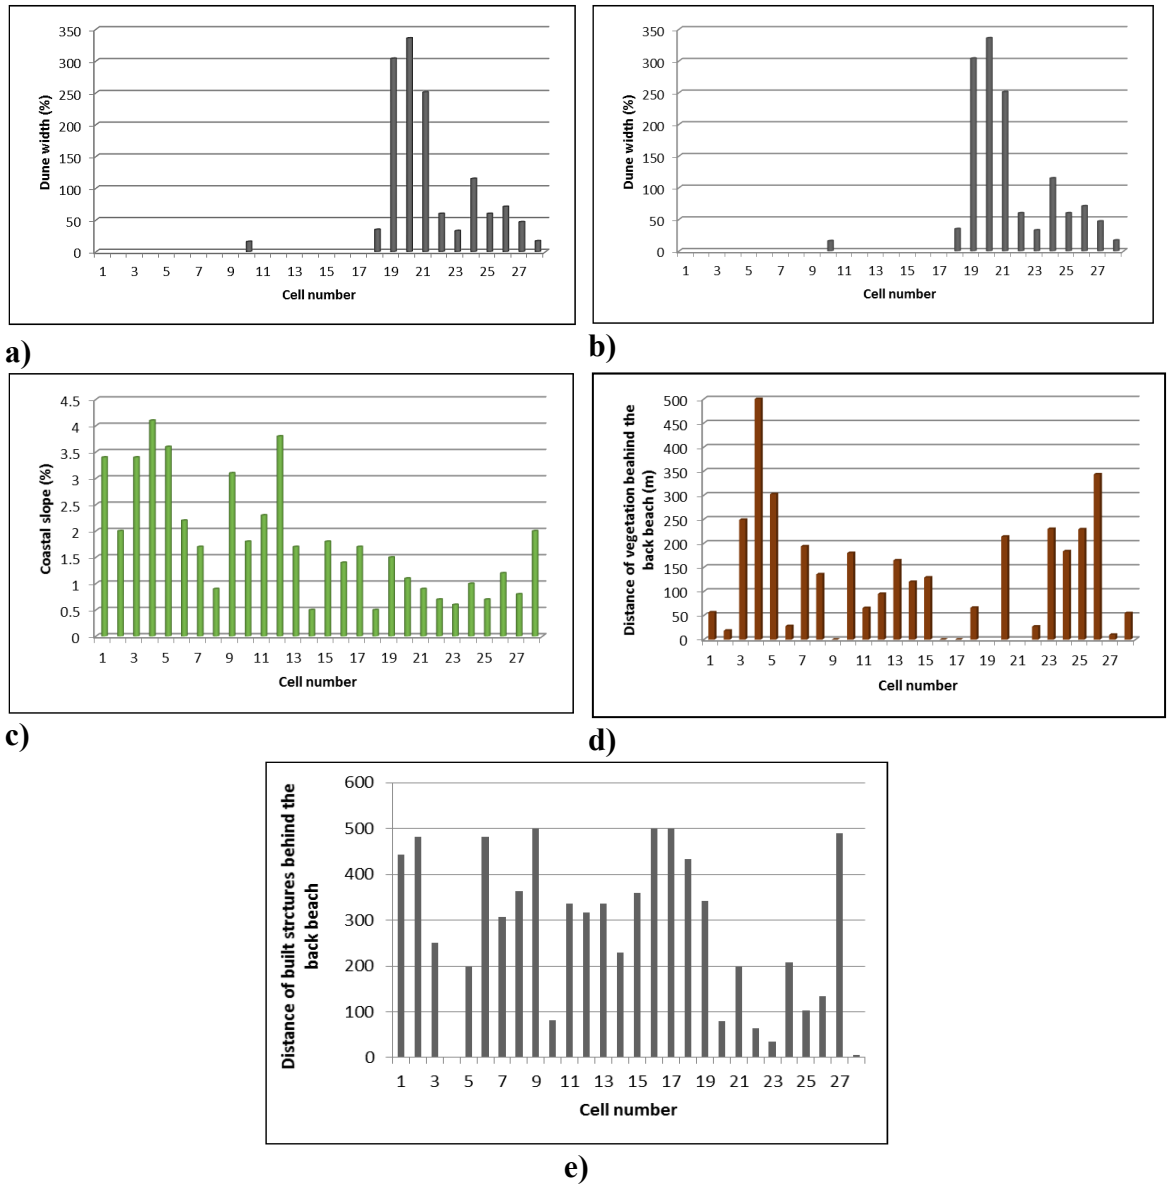 350
300
250
200
150
100
50
0
Dune width (%)
1 3 5 7 9 11 13 15 17 19 21 23 25 27
Cell number
a)
350
300
250
200
150
100
50
0
Dune width (%)
1 3 5 7 9 11 13 15 17 19 21 23 25 27
Cell number
b)
4.5
4
3.5
3
2.5
2
1.5
1
0.5
0
Coastal slope (%)
1 3 5 7 9 11 13 15 17 19 21 23 25 27
Cell number
c)
500
450
400
350
300
250
200
150
100
50
0
Distance of vegetation beahind the
back beach (m)
1 3 5 7 9 11 13 15 17 19 21 23 25 27
Cell number
d)
600
500
400
300
200
100
0
Distance of built strctures behind the
back beach
1 3 5 7 9 11 13 15 17 19 21 23 25 27
Cell number
e)